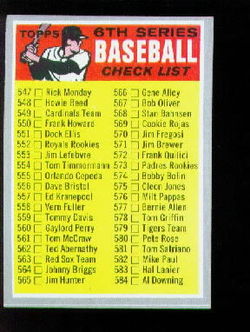 TOPPS
6TH SERIES
BASEBALL
CHECK LIST
547 Rick Monday
548 Howie Reed
549 Cardinals Team
550 Frank Howard
551 Dock Ellis
552 Royals Rookies
553 Jim Lefebvre
554 Tom Timmermann
555 Orlando Cepeda
556 Dave Bristol
557 Ed Kranepool
558 Vern Fuller
559 Tommy Davis
560 Gaylord Perry
561 Tom McCraw
562 Ted Abernathy
563 Red Sox Team
564 Johnny Briggs
565 Jim Hunter
566 Gene Alley
567 Bob Oliver
568 Stan Bahnsen
569 Cookie Rojas
570 Jim Fregosi
571 Jim Brewer
572 Frank Quilici
573 Padres Rookies
574 Bobby Bolin
575 Cleon Jones
576 Milt Pappas
577 Bernie Allen
578 Tom Griffin
579 Tigers Team
580 Pete Rose
581 Tom Satriano
582 Mike Paul
583 Hal Lanier
584 Al Downing